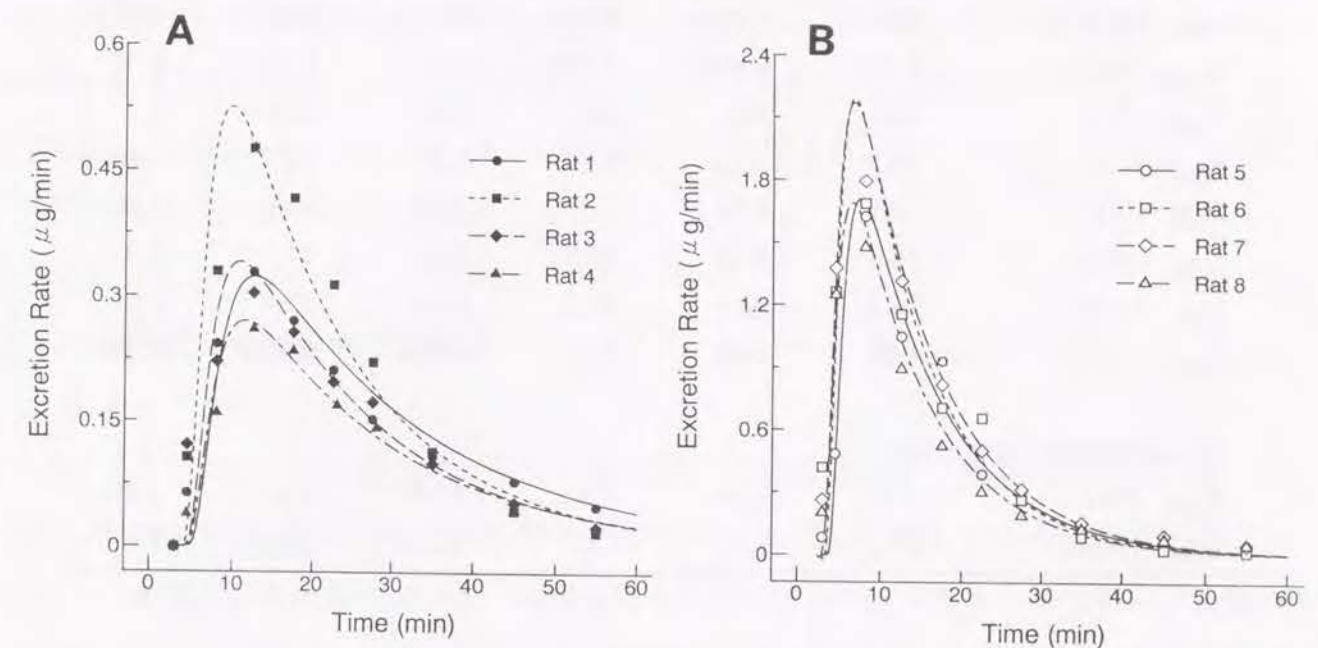 A
0.6
0.45
0.3
0.15
0
Excretion Rate ( μ g/min)
Rat 1
Rat 2
Rat 3
Rat 4
0 10 20 30 40 50 60
Time (min)
B
2.4
1.8
1.2
0.6
0
Excretion Rate ( μ g/min)
Rat 5
Rat 6
Rat 7
Rat 8
0 10 20 30 40 50 60
Time (min)